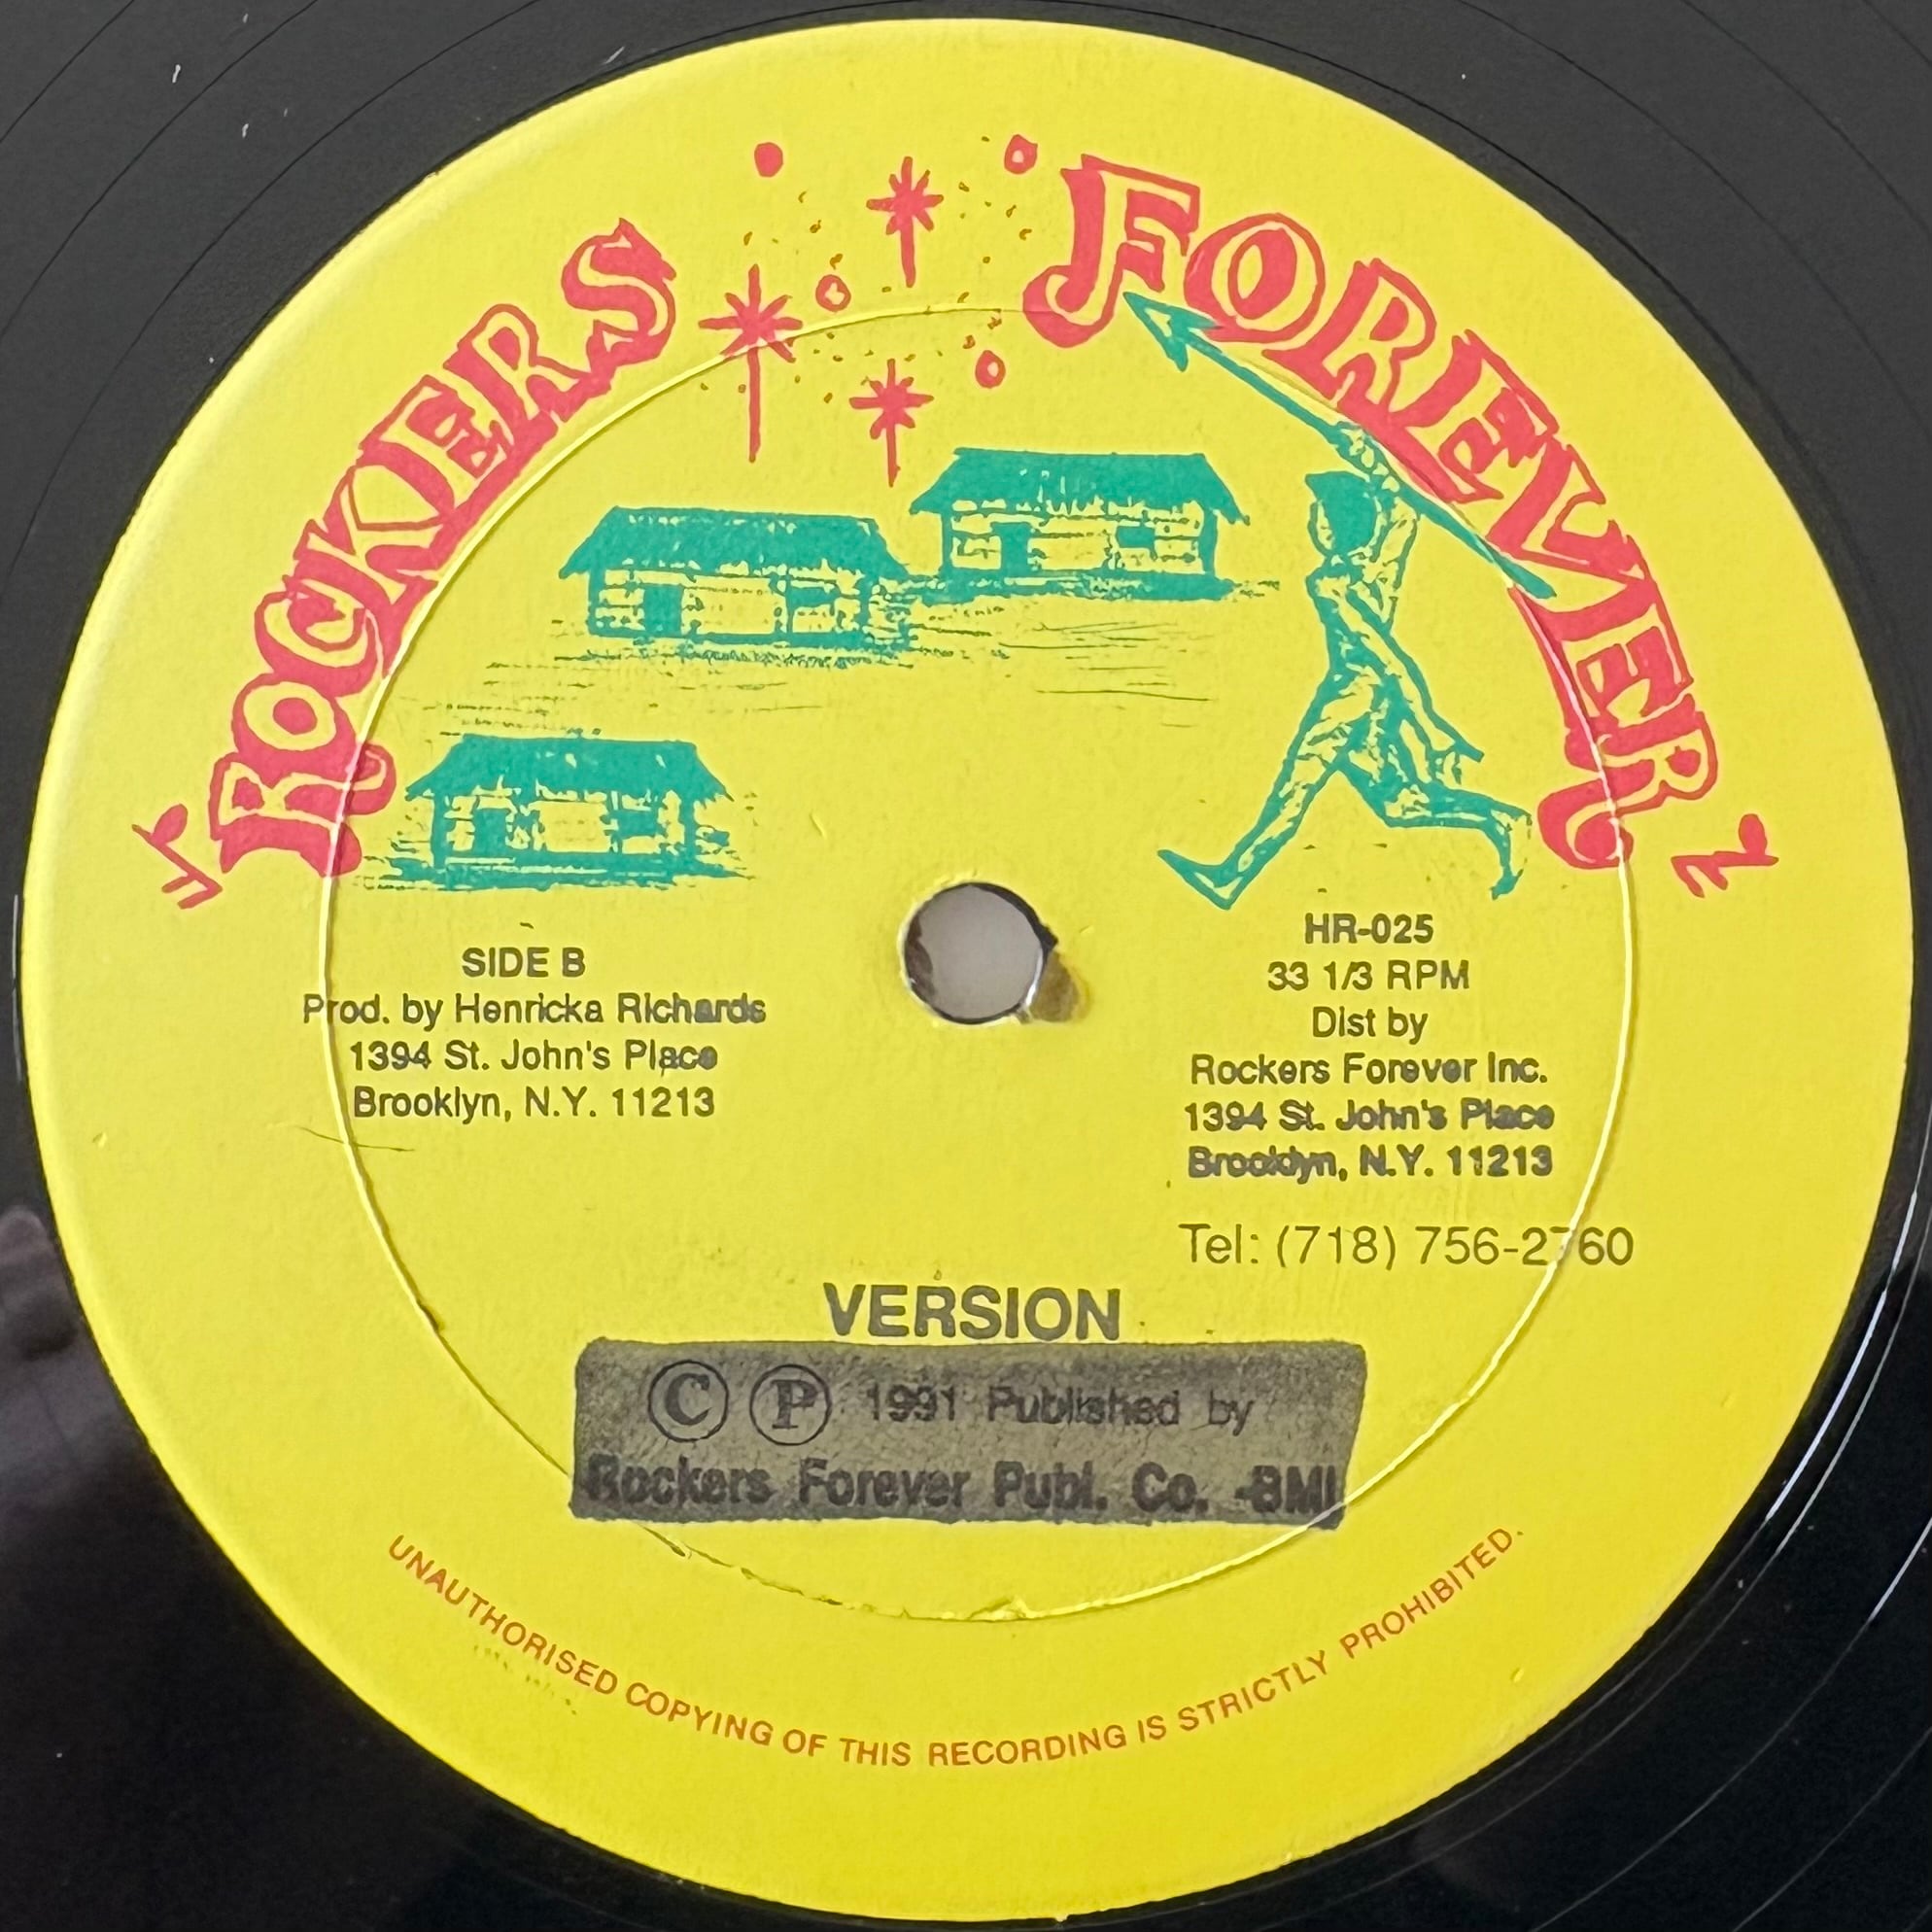 ROCKERS FOREVER
SIDE B
Prod. by Henricka Richards
1394 St. John's Place
Brooklyn, N.Y. 11213
HR-025
33 1/3 RPM
Dist by
Rockers Forever Inc.
1394 St. John's Place
Brooklyn, N.Y. 11213
Tel: (718) 756-2760
VERSION
Ⓒ Ⓟ 1991 Published by
Rockers Forever Publ. Co. -BMI
UNAUTHORISED COPYING OF THIS RECORDING IS STRICTLY PROHIBITED.